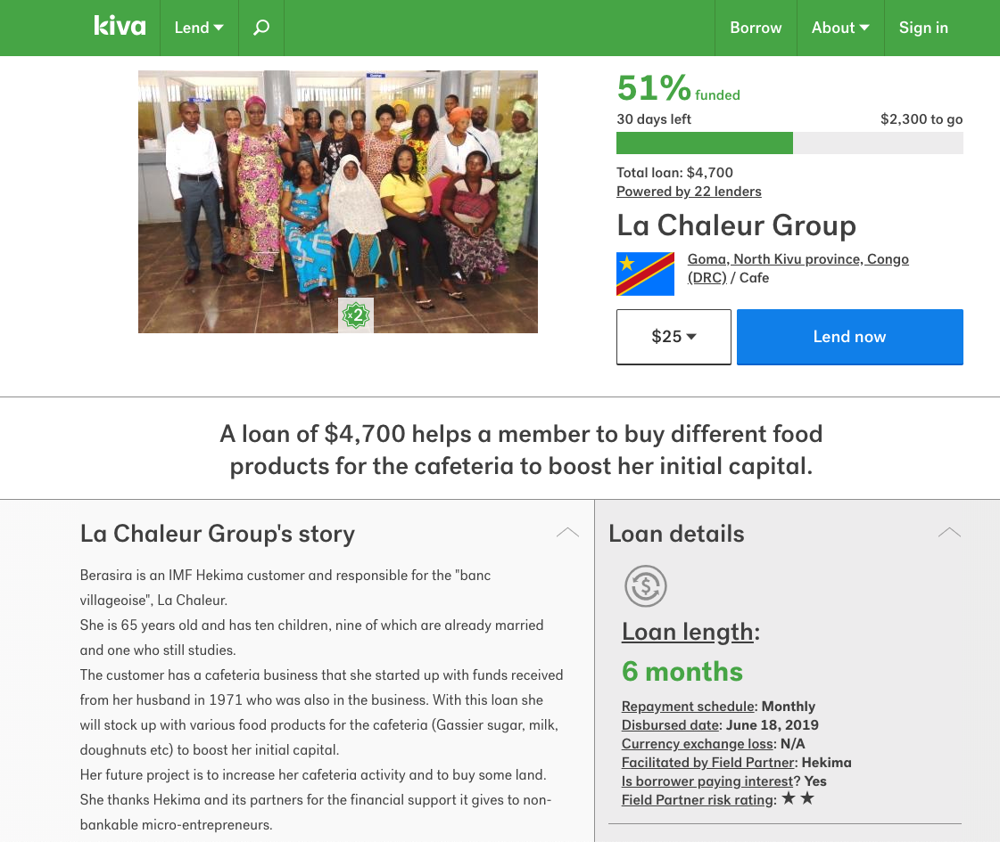 kiva
Lend
Borrow
About
Sign in
51% funded
30 days left
$2,300 to go
Total loan: $4,700
Powered by 22 lenders
La Chaleur Group
Goma, North Kivu province, Congo
(DRC) / Cafe
x2
$25
Lend now
A loan of $4,700 helps a member to buy different food
products for the cafeteria to boost her initial capital.
La Chaleur Group's story
Berasira is an IMF Hekima customer and responsible for the "banc
villageoise", La Chaleur.
She is 65 years old and has ten children, nine of which are already married
and one who still studies.
The customer has a cafeteria business that she started up with funds received
from her husband in 1971 who was also in the business. With this loan she
will stock up with various food products for the cafeteria (Gassier sugar, milk,
doughnuts etc) to boost her initial capital.
Her future project is to increase her cafeteria activity and to buy some land.
She thanks Hekima and its partners for the financial support it gives to non-
bankable micro-entrepreneurs.
Loan details
Loan length:
6 months
Repayment schedule: Monthly
Disbursed date: June 18, 2019
Currency exchange loss: N/A
Facilitated by Field Partner: Hekima
Is borrower paying interest? Yes
Field Partner risk rating: ★ ★